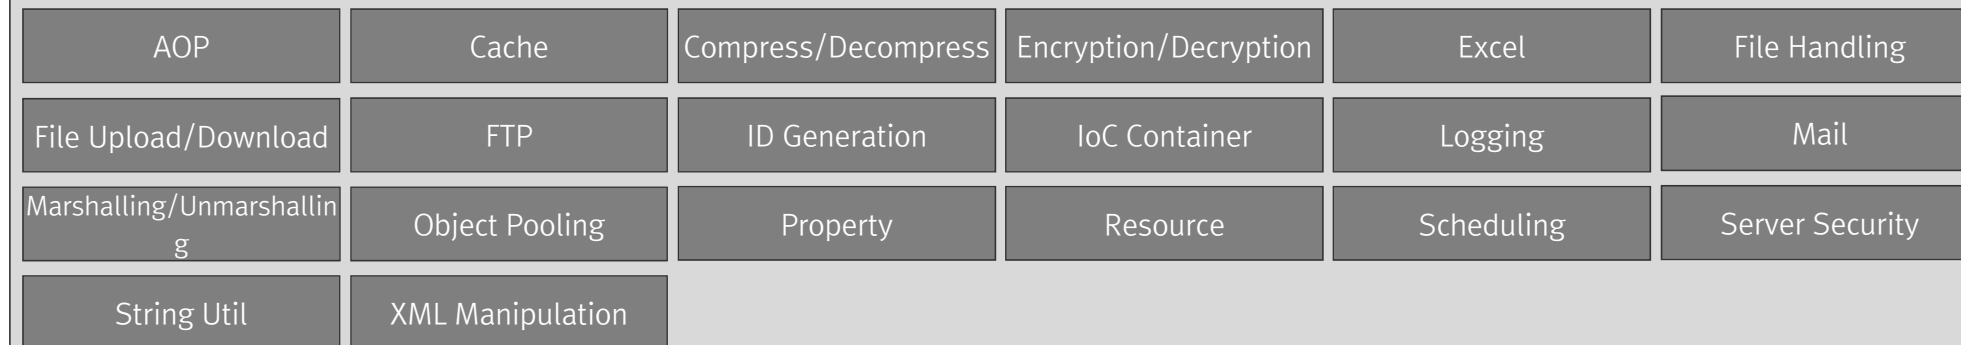 AOP
Cache
Compress/Decompress
Encryption/Decryption
Excel
File Handling
File Upload/Download
FTP
ID Generation
IoC Container
Logging
Mail
Marshalling/Unmarshallin
g
Object Pooling
Property
Resource
Scheduling
Server Security
String Util
XML Manipulation